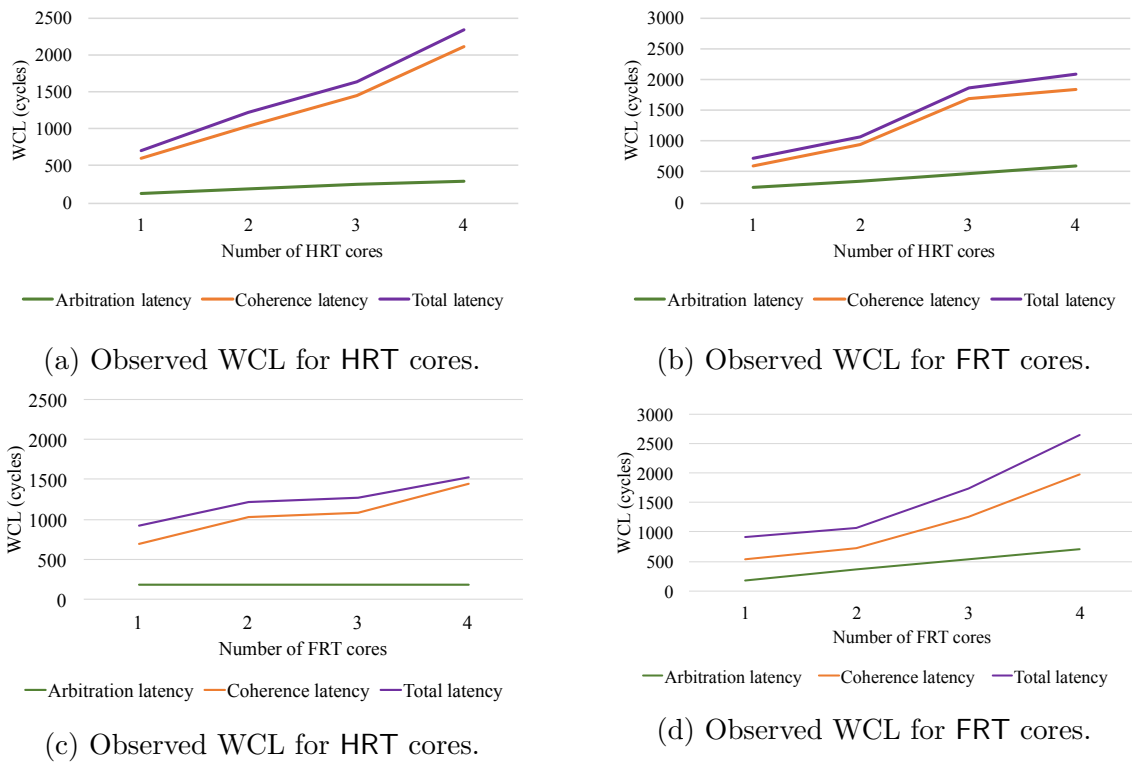 2500
2000
1500
1000
500
0
WCL (cycles)
1 2 3 4
Number of HRT cores
Arbitration latency Coherence latency Total latency
(a) Observed WCL for HRT cores.
3000
2500
2000
1500
1000
500
0
WCL (cycles)
1 2 3 4
Number of HRT cores
Arbitration latency Coherence latency Total latency
(b) Observed WCL for FRT cores.
2500
2000
1500
1000
500
0
WCL (cycles)
1 2 3 4
Number of FRT cores
Arbitration latency Coherence latency Total latency
(c) Observed WCL for HRT cores.
3000
2500
2000
1500
1000
500
0
WCL (cycles)
1 2 3 4
Number of FRT cores
Arbitration latency Coherence latency Total latency
(d) Observed WCL for FRT cores.